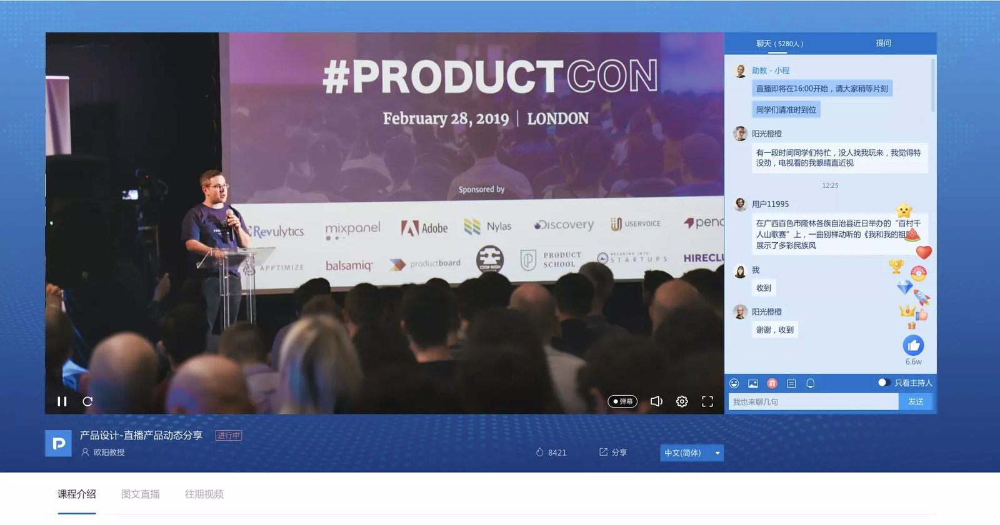 #PRODUCTCON
February 28, 2019 | LONDON
Sponsored by
Revulytics
mixpanel
Adobe
Nylas
Discovery
USERVOICE
APPTIMIZE
balsamiq
productboard
PRODUCT
SCHOOL
BREAKING INTO
STARTUPS
弹幕
聊天（5280人）
提问
助教 - 小程
直播即将在16:00开始，请大家稍等片刻
同学们请准时到位
阳光橙橙
有一段时间同学们特忙，没人找我玩来，我觉得特
没劲，电视看的我眼睛直近视
12:25
用户11995
在广西百色市隆林各族自治县近日举办的“百村千
人山歌赛”上，一曲别样动听的《我和我的祖
展示了多彩民族风
我
收到
阳光橙橙
谢谢，收到
6.6w
只看主持人
我也来聊几句
发送
产品设计-直播产品动态分享
进行中
欧阳教授
8421
分享
中文(简体)
课程介绍
图文直播
往期视频